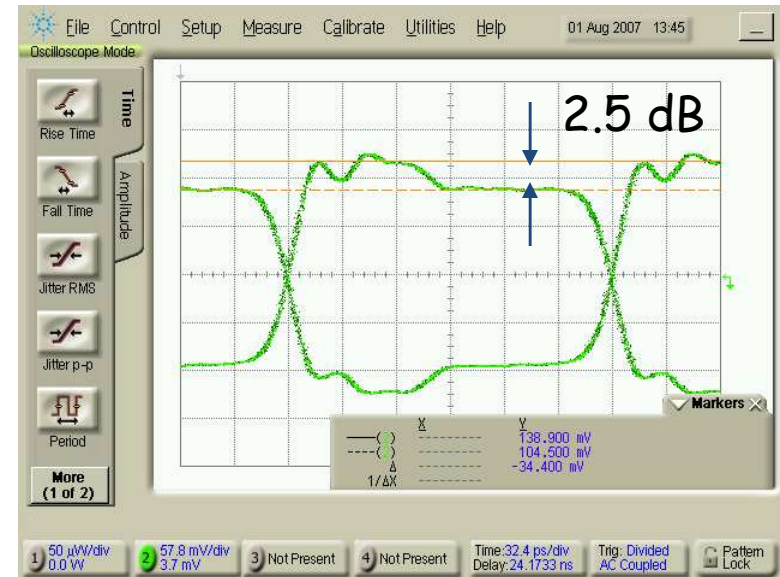 File Control Setup Measure Calibrate Utilities Help 01 Aug 2007 13:45
Oscilloscope Mode
Time
Amplitude
Rise Time
Fall Time
Jitter RMS
Jitter p-p
Period
More
(1 of 2)
2.5 dB
Markers
X Y
----(2) --------- 138.900 mV
----(2) --------- 104.500 mV
Δ --------- -34.400 mV
1/ΔX ---------
1) 50 µW/div
0.0 W
2) 57.8 mV/div
3.7 mV
3) Not Present
4) Not Present
Time:32.4 ps/div
Delay:24.1733 ns
Trig: Divided
AC Coupled
Pattern
Lock